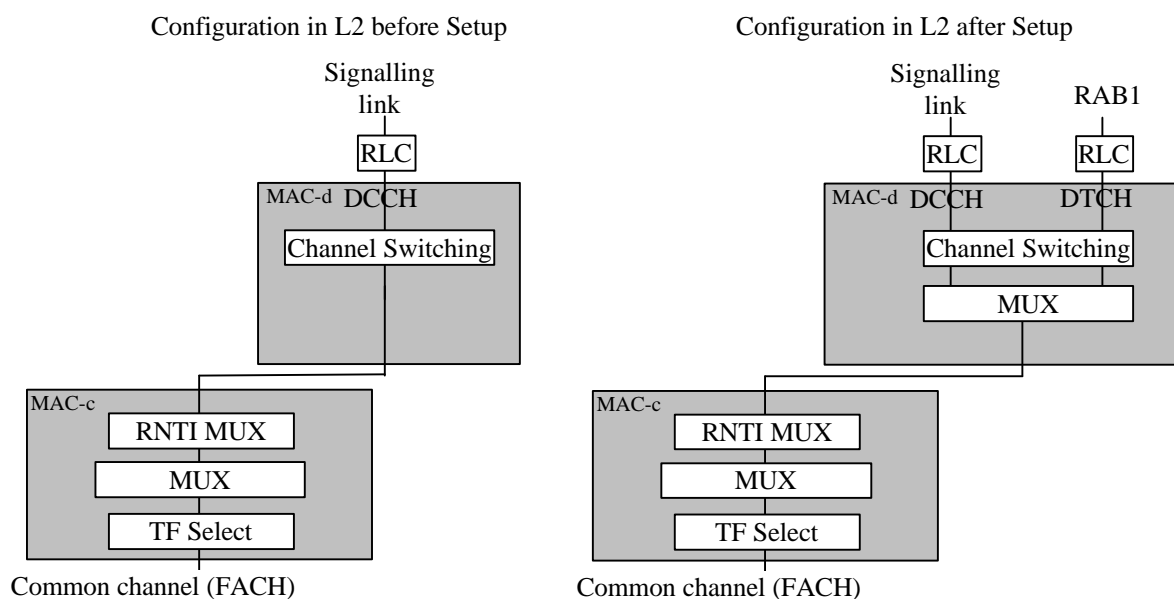 Configuration in L2 before Setup
Signalling
link
RLC
MAC-d DCCH
Channel Switching
MAC-c
RNTI MUX
MUX
TF Select
Common channel (FACH)
Configuration in L2 after Setup
Signalling
link
RAB1
RLC
RLC
MAC-d DCCH DTCH
Channel Switching
MUX
MAC-c
RNTI MUX
MUX
TF Select
Common channel (FACH)